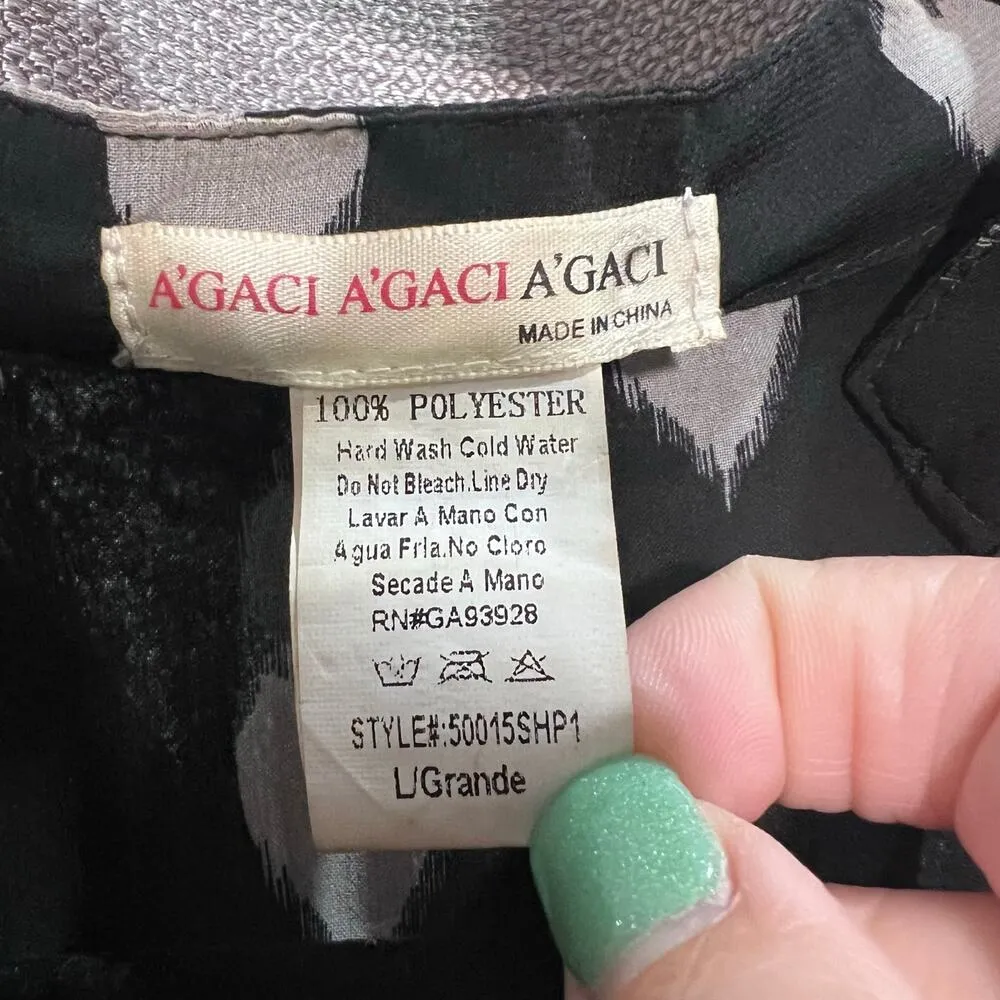 A'GACI A'GACI A'GACI
MADE IN CHINA
100% POLYESTER
Hard Wash Cold Water
Do Not Bleach.Line Dry
Lavar A Mano Con
Agua Fria.No Cloro
Secade A Mano
RN#GA93928
STYLE#:50015SHP1
L/Grande